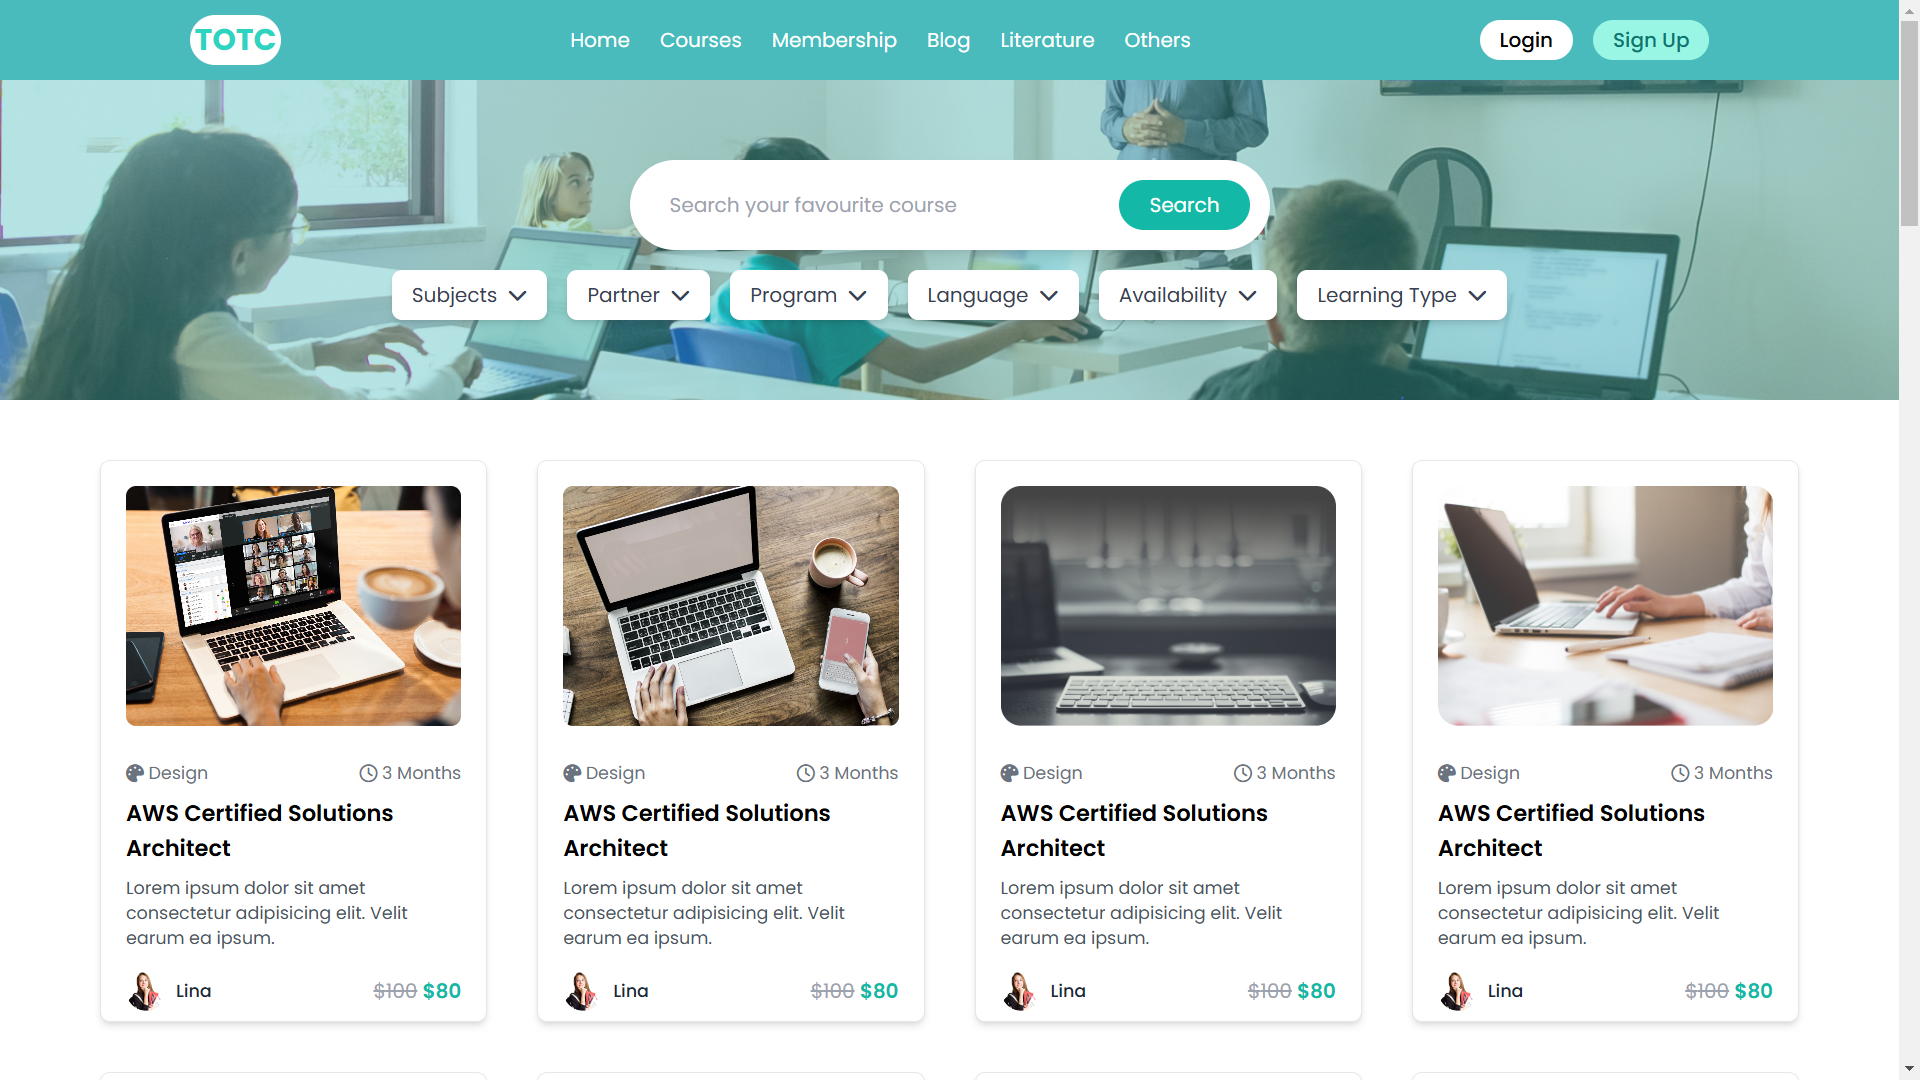 TOTC
Home Courses Membership Blog Literature Others
Login Sign Up
Search your favourite course Search
Subjects Partner Program Language Availability Learning Type
Design 3 Months
AWS Certified Solutions
Architect
Lorem ipsum dolor sit amet
consectetur adipisicing elit. Velit
earum ea ipsum.
Lina $100 $80
Design 3 Months
AWS Certified Solutions
Architect
Lorem ipsum dolor sit amet
consectetur adipisicing elit. Velit
earum ea ipsum.
Lina $100 $80
Design 3 Months
AWS Certified Solutions
Architect
Lorem ipsum dolor sit amet
consectetur adipisicing elit. Velit
earum ea ipsum.
Lina $100 $80
Design 3 Months
AWS Certified Solutions
Architect
Lorem ipsum dolor sit amet
consectetur adipisicing elit. Velit
earum ea ipsum.
Lina $100 $80